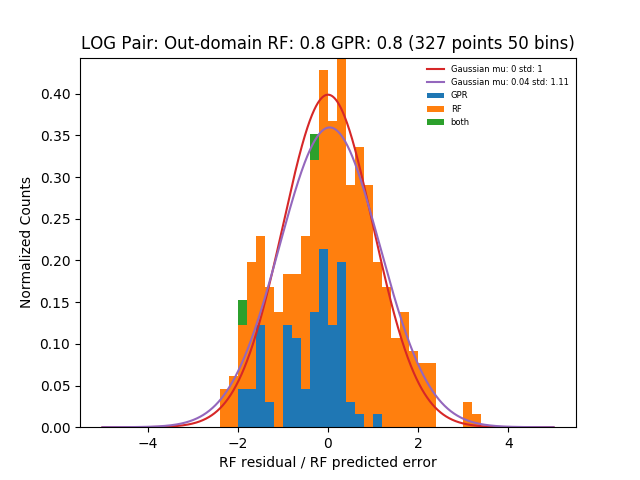 LOG Pair: Out-domain RF: 0.8 GPR: 0.8 (327 points 50 bins)
Gaussian mu: 0 std: 1
Gaussian mu: 0.04 std: 1.11
GPR
RF
both
Normalized Counts
0.40
0.35
0.30
0.25
0.20
0.15
0.10
0.05
0.00
−4 −2 0 2 4
RF residual / RF predicted error